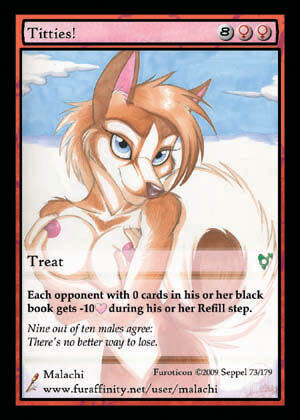 Titties!
8
Treat
Each opponent with 0 cards in his or her black
book gets -10 during his or her Refill step.
Nine out of ten males agree:
There's no better way to lose.
Malachi
Furoticon ©2009 Seppel 73/179
www.furaffinity.net/user/malachi